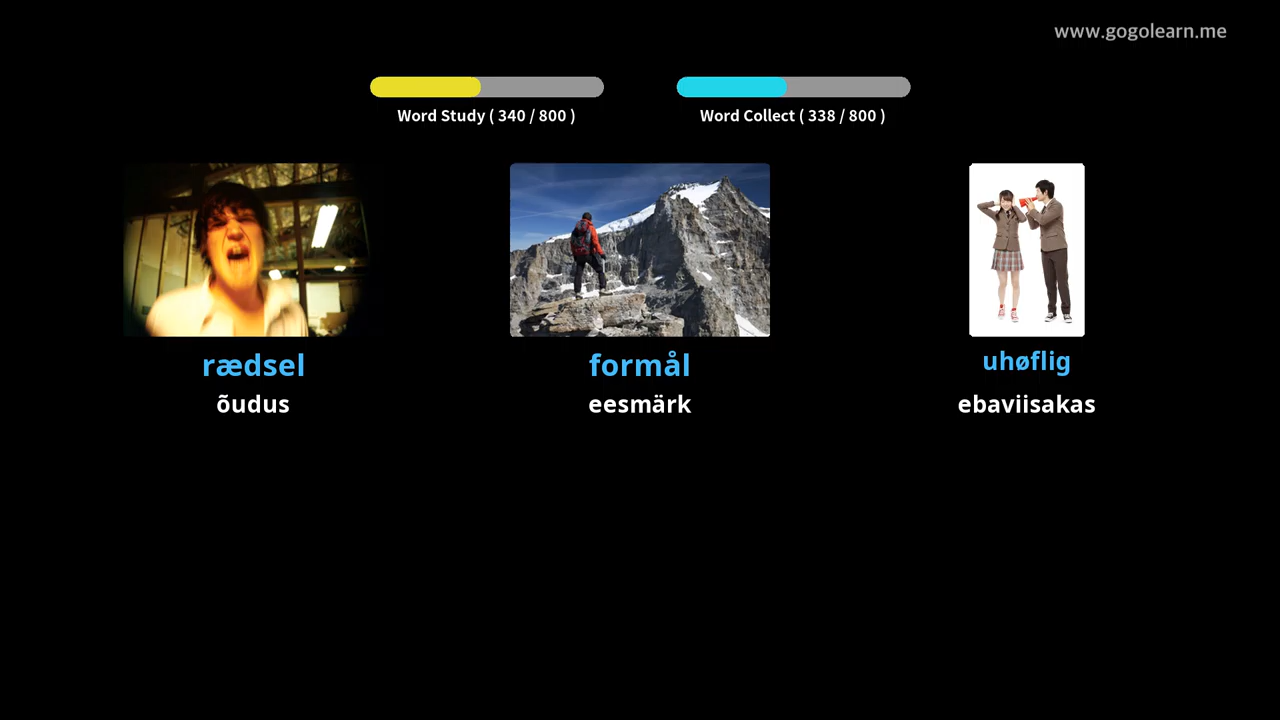 www.gogolearn.me
Word Study ( 340 / 800 )
Word Collect ( 338 / 800 )
rædsel
formål
uhøflig
õudus
eesmärk
ebaviisakas